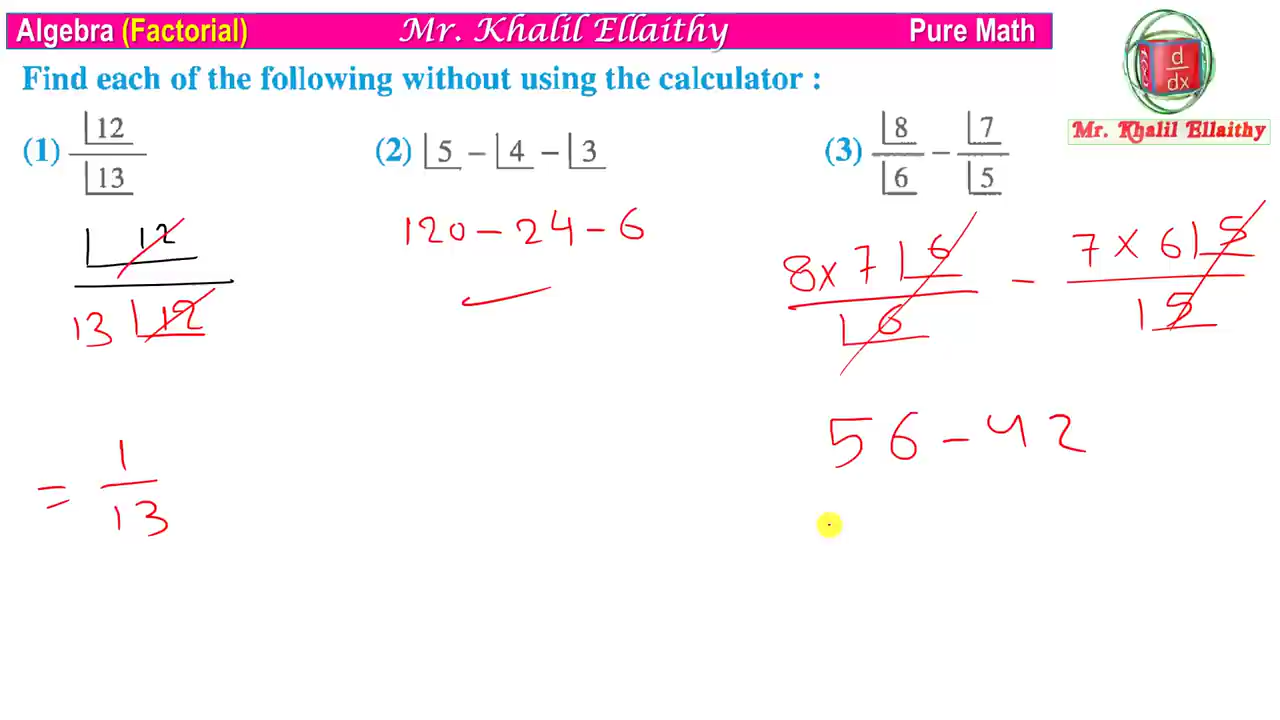 Algebra (Factorial) Mr. Khalil Ellaithy Pure Math
d
dx
Mr. Khalil Ellaithy
Find each of the following without using the calculator :
(1) ⌊12 / ⌊13
(2) ⌊5 − ⌊4 − ⌊3
(3) ⌊8 / ⌊6 − ⌊7 / ⌊5
⌊12
13 ⌊12
= 1/13
120 − 24 − 6
8 × 7 ⌊6 / ⌊6 − 7 × 6 ⌊5 / ⌊5
56 − 42